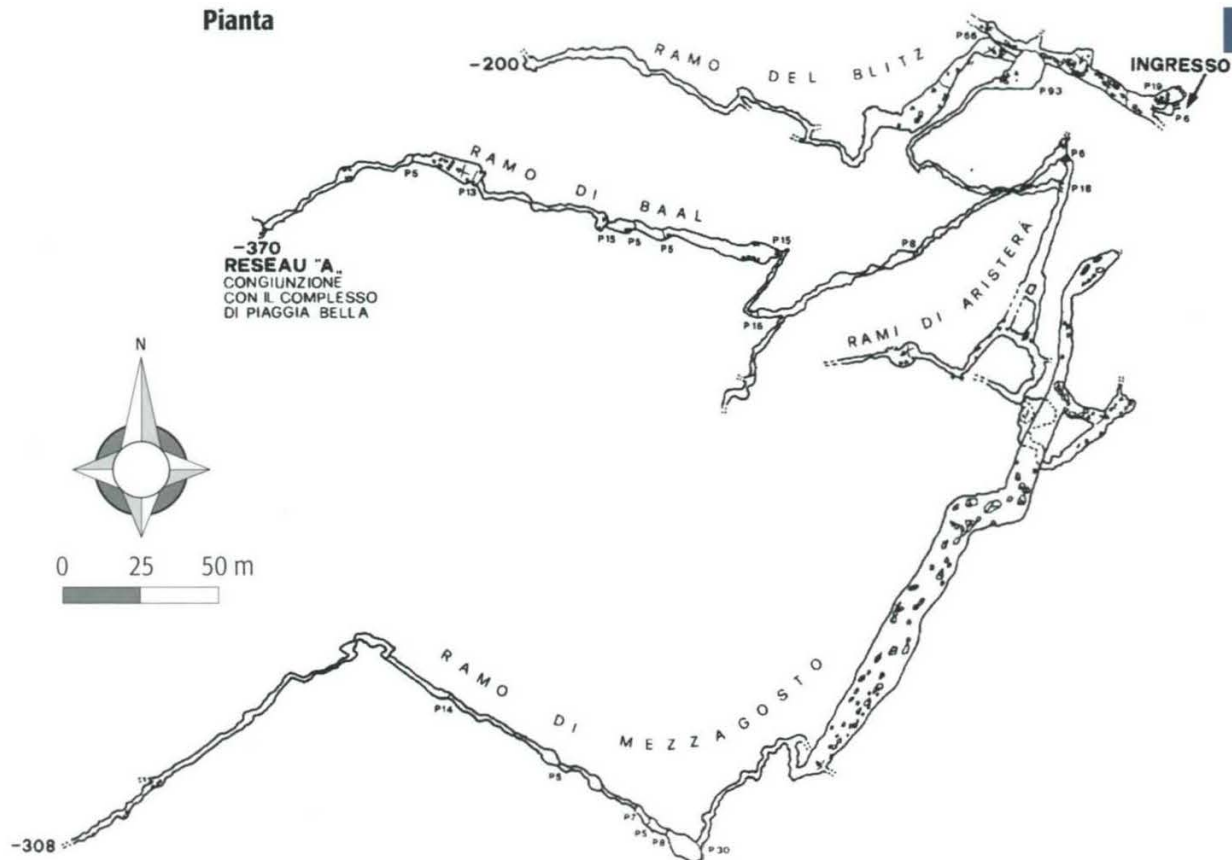 Pianta
P66
RAMO DEL BLITZ
-200
INGRESSO
P19
P6
P93
P6
P18
RAMO DI BAAL
P5
P13
P15
P5
P5
P15
P8
P16
-370
RESEAU "A„
CONGIUNZIONE
CON IL COMPLESSO
DI PIAGGIA BELLA
RAMI DI ARISTERÁ
N
0 25 50 m
RAMO DI MEZZAGOSTO
P14
P5
P7
P5
P8
P30
-308